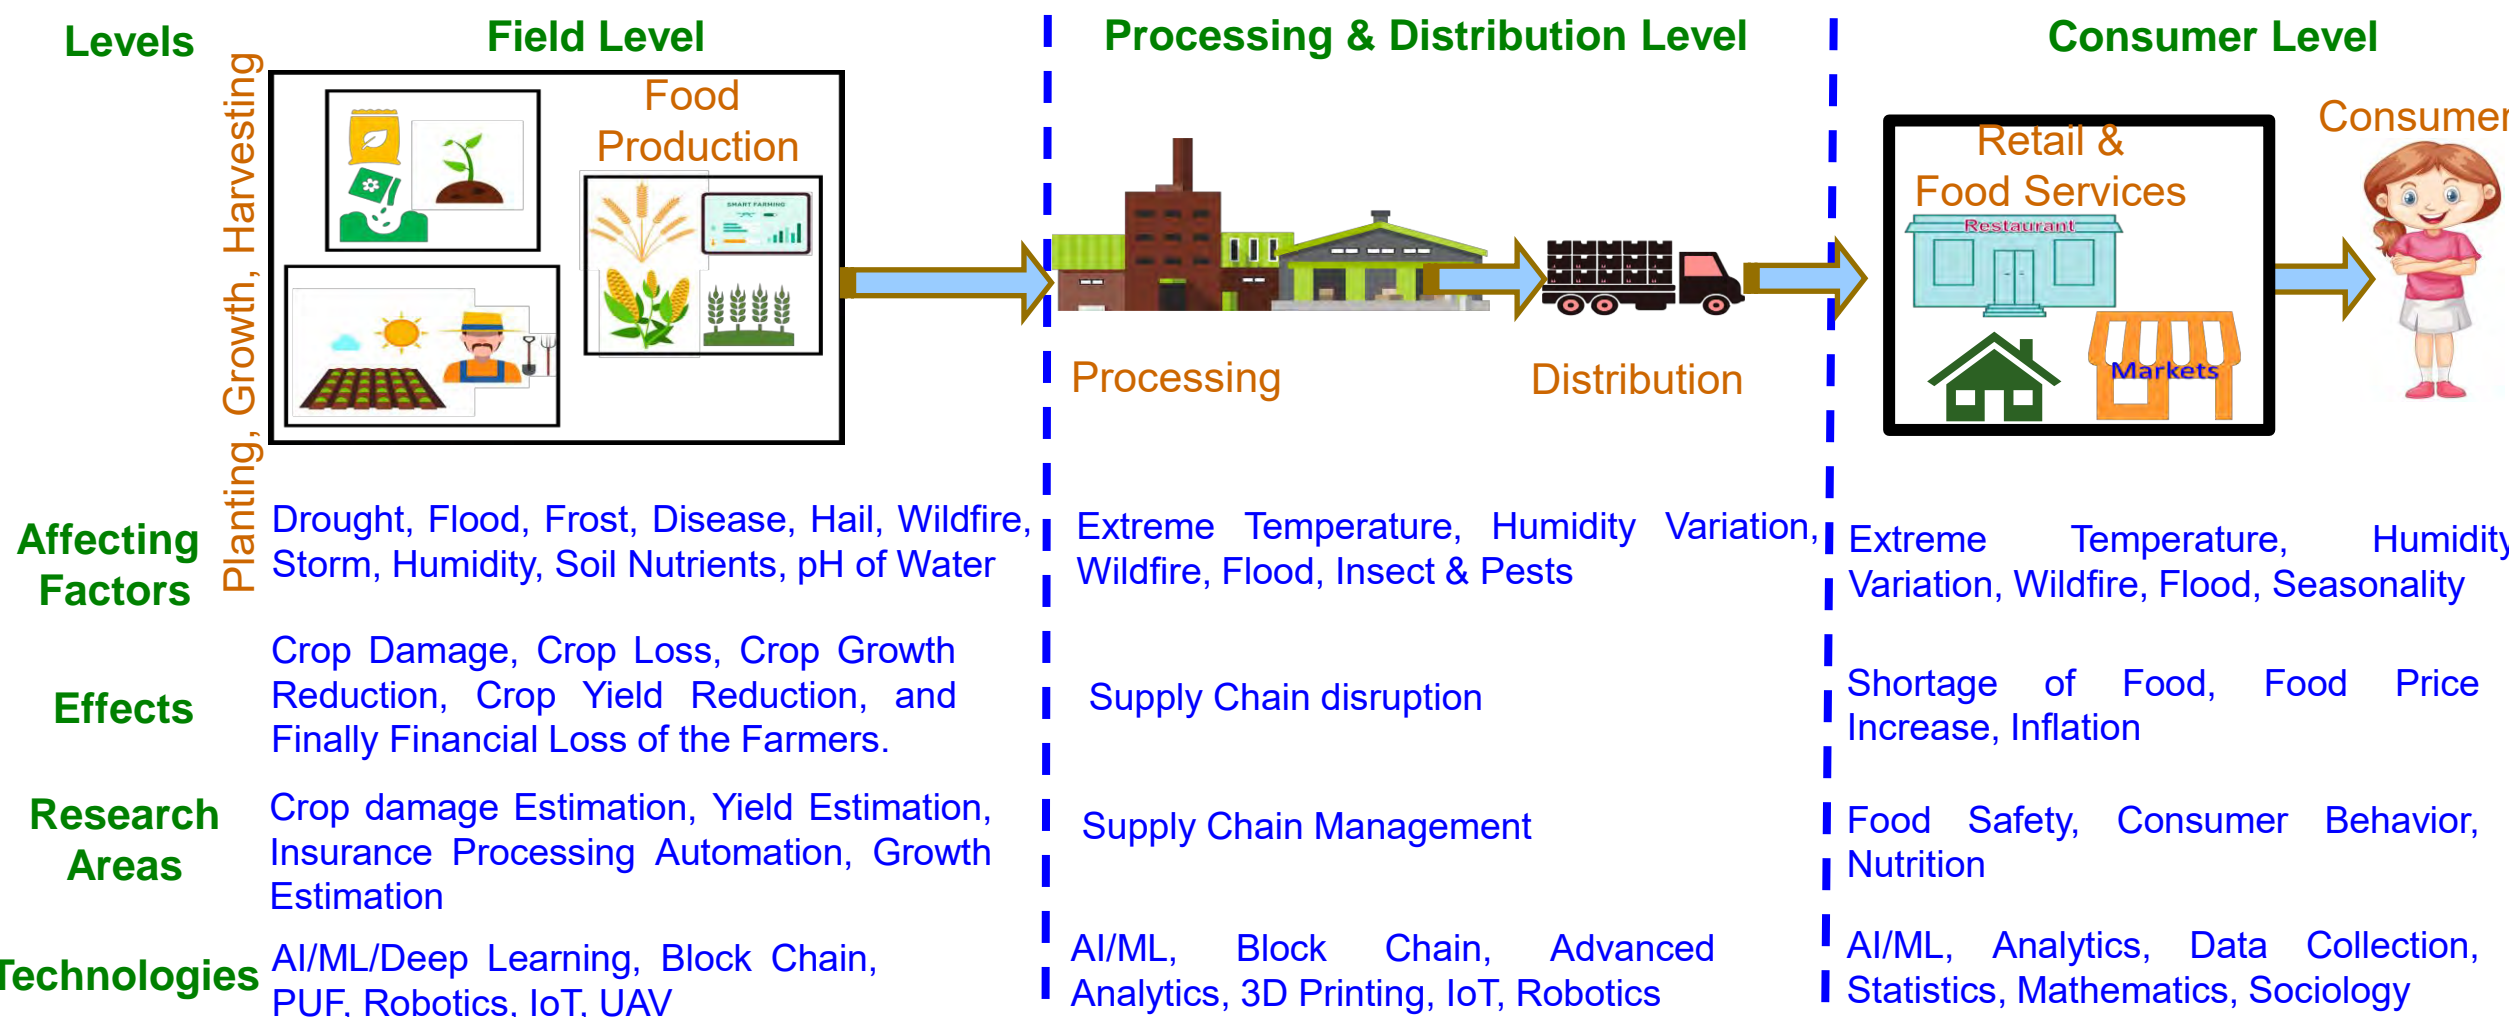 Levels
Field Level
Processing & Distribution Level
Consumer Level
Planting, Growth, Harvesting
Food
Production
SMART FARMING
Processing
Distribution
Retail &
Food Services
Restaurant
Markets
Consumer
Affecting
Factors
Drought, Flood, Frost, Disease, Hail, Wildfire,
Storm, Humidity, Soil Nutrients, pH of Water
Extreme Temperature, Humidity Variation,
Wildfire, Flood, Insect & Pests
Extreme Temperature, Humidity
Variation, Wildfire, Flood, Seasonality
Effects
Crop Damage, Crop Loss, Crop Growth
Reduction, Crop Yield Reduction, and
Finally Financial Loss of the Farmers.
Supply Chain disruption
Shortage of Food, Food Price
Increase, Inflation
Research
Areas
Crop damage Estimation, Yield Estimation,
Insurance Processing Automation, Growth
Estimation
Supply Chain Management
Food Safety, Consumer Behavior,
Nutrition
Technologies
AI/ML/Deep Learning, Block Chain,
PUF, Robotics, IoT, UAV
AI/ML, Block Chain, Advanced
Analytics, 3D Printing, IoT, Robotics
AI/ML, Analytics, Data Collection,
Statistics, Mathematics, Sociology